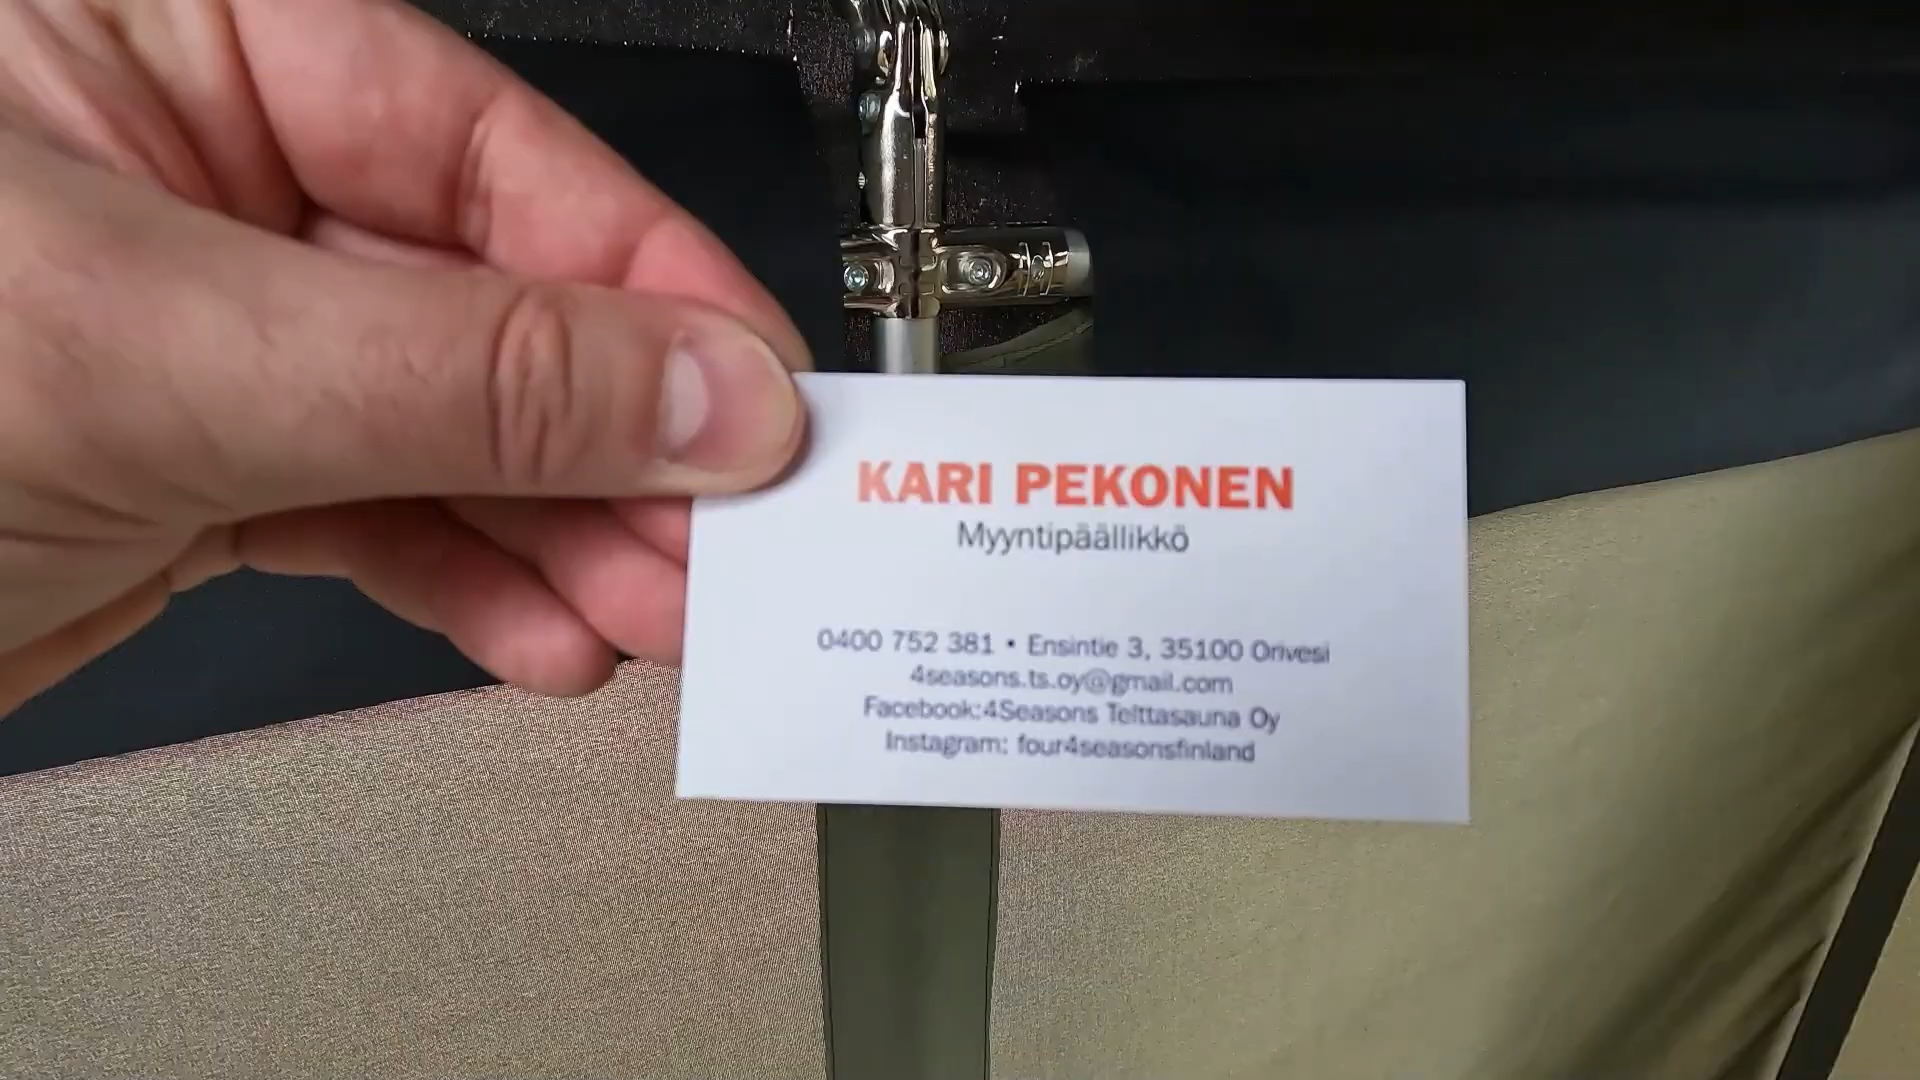 KARI PEKONEN
Myyntipäällikkö
0400 752 381 • Ensintie 3, 35100 Orivesi
4seasons.ts.oy@gmail.com
Facebook:4Seasons Telttasauna Oy
Instagram: four4seasonsfinland